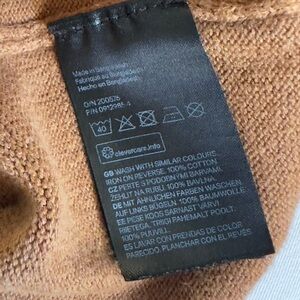 Made in Bangladesh
Fabriqué au Bangladesh
Hecho en Bangladesh
O/N 200576
P/N 0912285-4
40
clevercare.info
GB WASH WITH SIMILAR COLOURS.
IRON ON REVERSE. 100% COTTON
CZ PERTE S PODOBNÝMI BARVAMI.
ŽEHLIT NA RUBU. 100% BAVLNA
DE MIT ÄHNLICHEN FARBEN WASCHEN.
AUF LINKS BÜGELN. 100% BAUMWOLLE
EE PESE KOOS SARNAST VÄRVI
RIIETEGA. TRIIGI PAHEMALT POOLT.
100% PUUVILL
ES LAVAR CON PRENDAS DE COLOR
PARECIDO. PLANCHAR CON EL REVÉS.